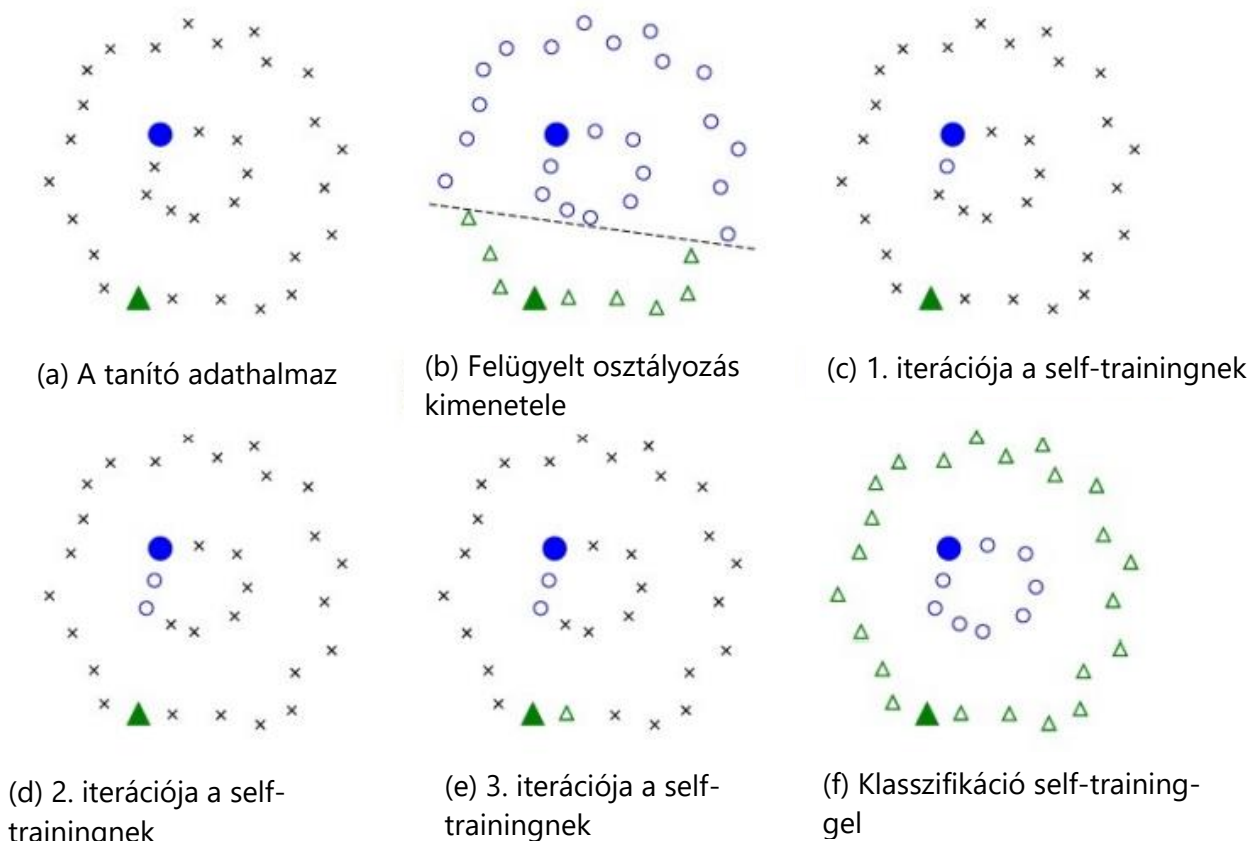 (a) A tanító adathalmaz
(b) Felügyelt osztályozás
kimenetele
(c) 1. iterációja a self-trainingnek
(d) 2. iterációja a self-
trainingnek
(e) 3. iterációja a self-
trainingnek
(f) Klasszifikáció self-training-
gel